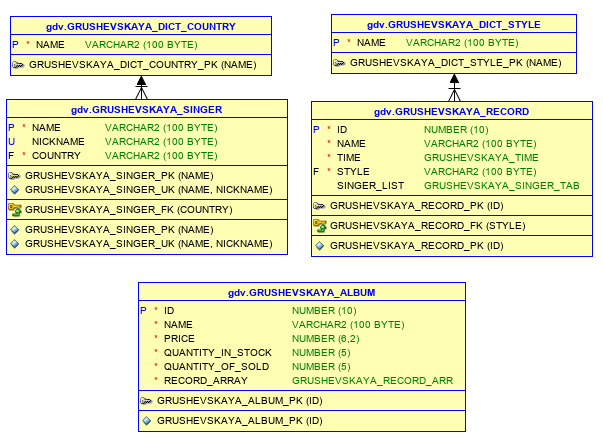 gdv.GRUSHEVSKAYA_DICT_COUNTRY
P * NAME VARCHAR2 (100 BYTE)
GRUSHEVSKAYA_DICT_COUNTRY_PK (NAME)
gdv.GRUSHEVSKAYA_DICT_STYLE
P * NAME VARCHAR2 (100 BYTE)
GRUSHEVSKAYA_DICT_STYLE_PK (NAME)
gdv.GRUSHEVSKAYA_SINGER
P * NAME VARCHAR2 (100 BYTE)
U NICKNAME VARCHAR2 (100 BYTE)
F * COUNTRY VARCHAR2 (100 BYTE)
GRUSHEVSKAYA_SINGER_PK (NAME)
GRUSHEVSKAYA_SINGER_UK (NAME, NICKNAME)
GRUSHEVSKAYA_SINGER_FK (COUNTRY)
GRUSHEVSKAYA_SINGER_PK (NAME)
GRUSHEVSKAYA_SINGER_UK (NAME, NICKNAME)
gdv.GRUSHEVSKAYA_RECORD
P * ID NUMBER (10)
* NAME VARCHAR2 (100 BYTE)
* TIME GRUSHEVSKAYA_TIME
F * STYLE VARCHAR2 (100 BYTE)
SINGER_LIST GRUSHEVSKAYA_SINGER_TAB
GRUSHEVSKAYA_RECORD_PK (ID)
GRUSHEVSKAYA_RECORD_FK (STYLE)
GRUSHEVSKAYA_RECORD_PK (ID)
gdv.GRUSHEVSKAYA_ALBUM
P * ID NUMBER (10)
* NAME VARCHAR2 (100 BYTE)
* PRICE NUMBER (6,2)
* QUANTITY_IN_STOCK NUMBER (5)
* QUANTITY_OF_SOLD NUMBER (5)
* RECORD_ARRAY GRUSHEVSKAYA_RECORD_ARR
GRUSHEVSKAYA_ALBUM_PK (ID)
GRUSHEVSKAYA_ALBUM_PK (ID)